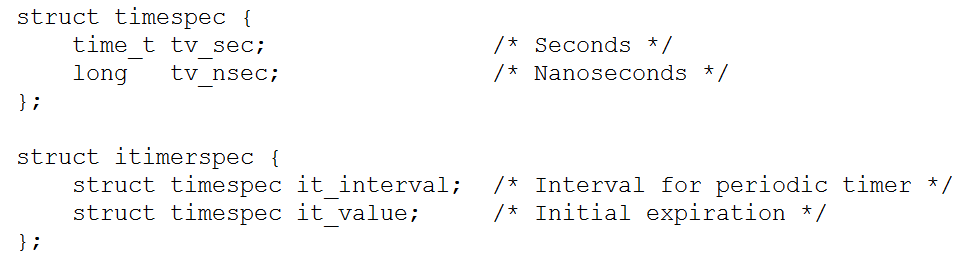 struct timespec {
    time_t tv_sec;                /* Seconds */
    long   tv_nsec;               /* Nanoseconds */
};

struct itimerspec {
    struct timespec it_interval;  /* Interval for periodic timer */
    struct timespec it_value;     /* Initial expiration */
};